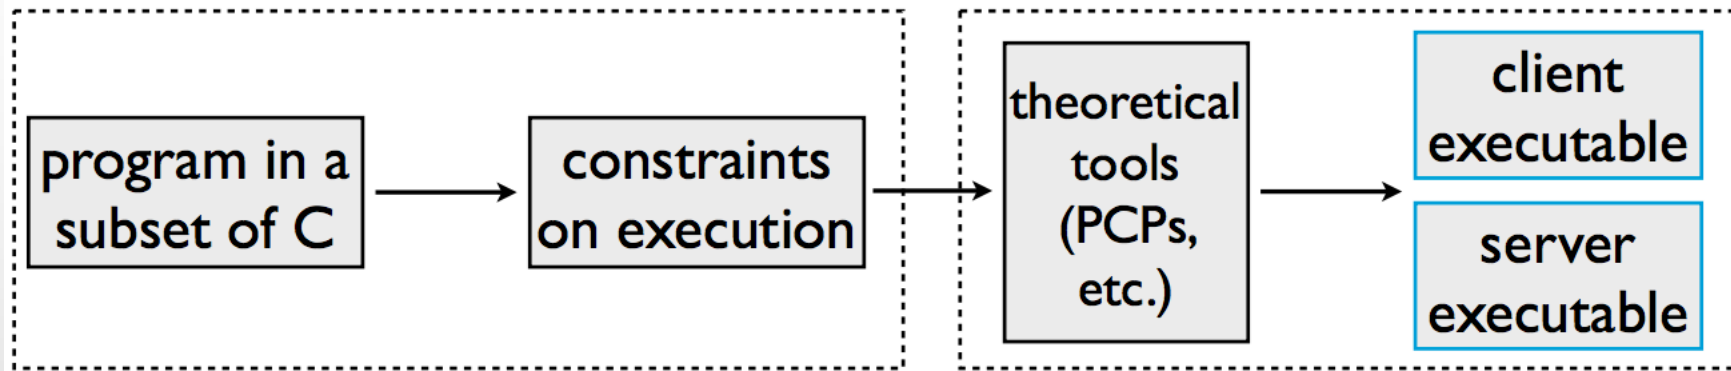 program in a
subset of C
constraints
on execution
theoretical
tools
(PCPs,
etc.)
client
executable
server
executable